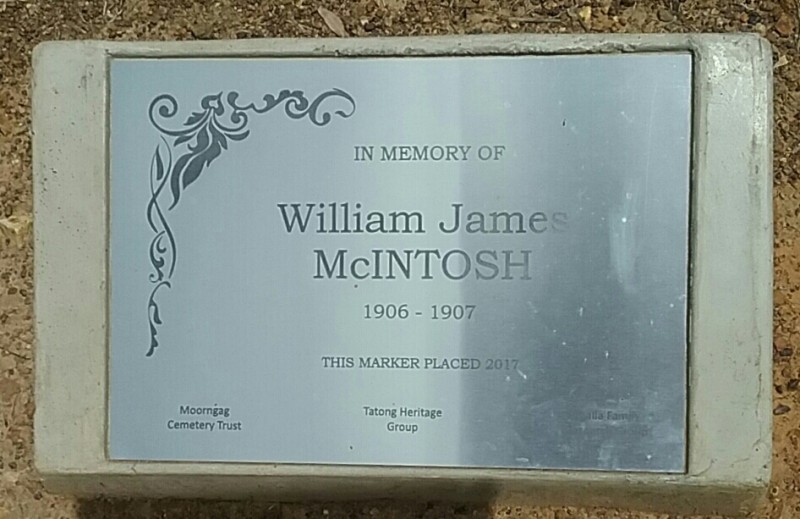 IN MEMORY OF
William James
McINTOSH
1906 - 1907
THIS MARKER PLACED 2017
Moorngag
Cemetery Trust
Tatong Heritage
Group